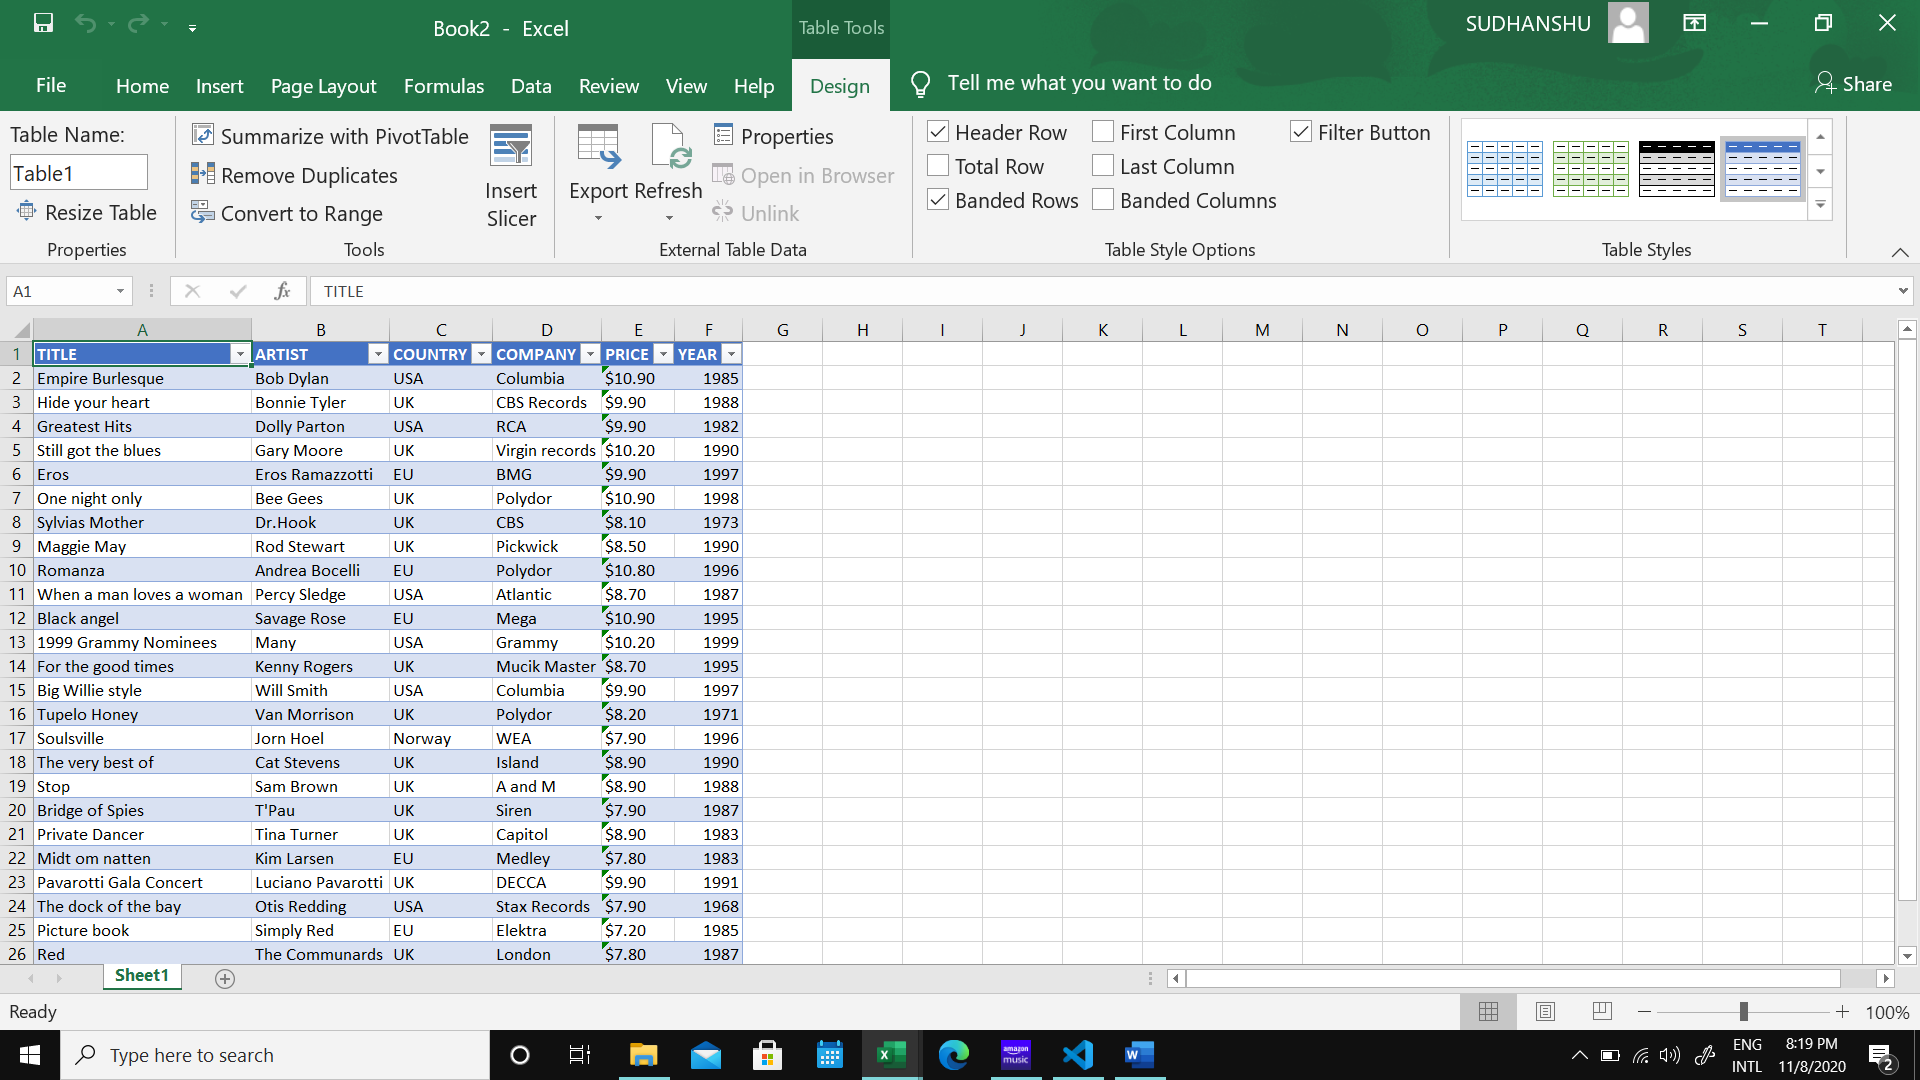 Book2 - Excel
Table Tools
SUDHANSHU
File Home Insert Page Layout Formulas Data Review View Help Design Tell me what you want to do Share
Table Name:
Table1
Resize Table
Properties
Summarize with PivotTable
Remove Duplicates
Convert to Range
Insert
Slicer
Tools
Export Refresh
Properties
Open in Browser
Unlink
External Table Data
Header Row First Column Filter Button
Total Row Last Column
Banded Rows Banded Columns
Table Style Options
Table Styles
A1 fx TITLE
A B C D E F G H I J K L M N O P Q R S T
1 TITLE ARTIST COUNTRY COMPANY PRICE YEAR
2 Empire Burlesque Bob Dylan USA Columbia $10.90 1985
3 Hide your heart Bonnie Tyler UK CBS Records $9.90 1988
4 Greatest Hits Dolly Parton USA RCA $9.90 1982
5 Still got the blues Gary Moore UK Virgin records $10.20 1990
6 Eros Eros Ramazzotti EU BMG $9.90 1997
7 One night only Bee Gees UK Polydor $10.90 1998
8 Sylvias Mother Dr.Hook UK CBS $8.10 1973
9 Maggie May Rod Stewart UK Pickwick $8.50 1990
10 Romanza Andrea Bocelli EU Polydor $10.80 1996
11 When a man loves a woman Percy Sledge USA Atlantic $8.70 1987
12 Black angel Savage Rose EU Mega $10.90 1995
13 1999 Grammy Nominees Many USA Grammy $10.20 1999
14 For the good times Kenny Rogers UK Mucik Master $8.70 1995
15 Big Willie style Will Smith USA Columbia $9.90 1997
16 Tupelo Honey Van Morrison UK Polydor $8.20 1971
17 Soulsville Jorn Hoel Norway WEA $7.90 1996
18 The very best of Cat Stevens UK Island $8.90 1990
19 Stop Sam Brown UK A and M $8.90 1988
20 Bridge of Spies T'Pau UK Siren $7.90 1987
21 Private Dancer Tina Turner UK Capitol $8.90 1983
22 Midt om natten Kim Larsen EU Medley $7.80 1983
23 Pavarotti Gala Concert Luciano Pavarotti UK DECCA $9.90 1991
24 The dock of the bay Otis Redding USA Stax Records $7.90 1968
25 Picture book Simply Red EU Elektra $7.20 1985
26 Red The Communards UK London $7.80 1987
Sheet1
Ready 100%
Type here to search
amazon
music
ENG
INTL
8:19 PM
11/8/2020
2